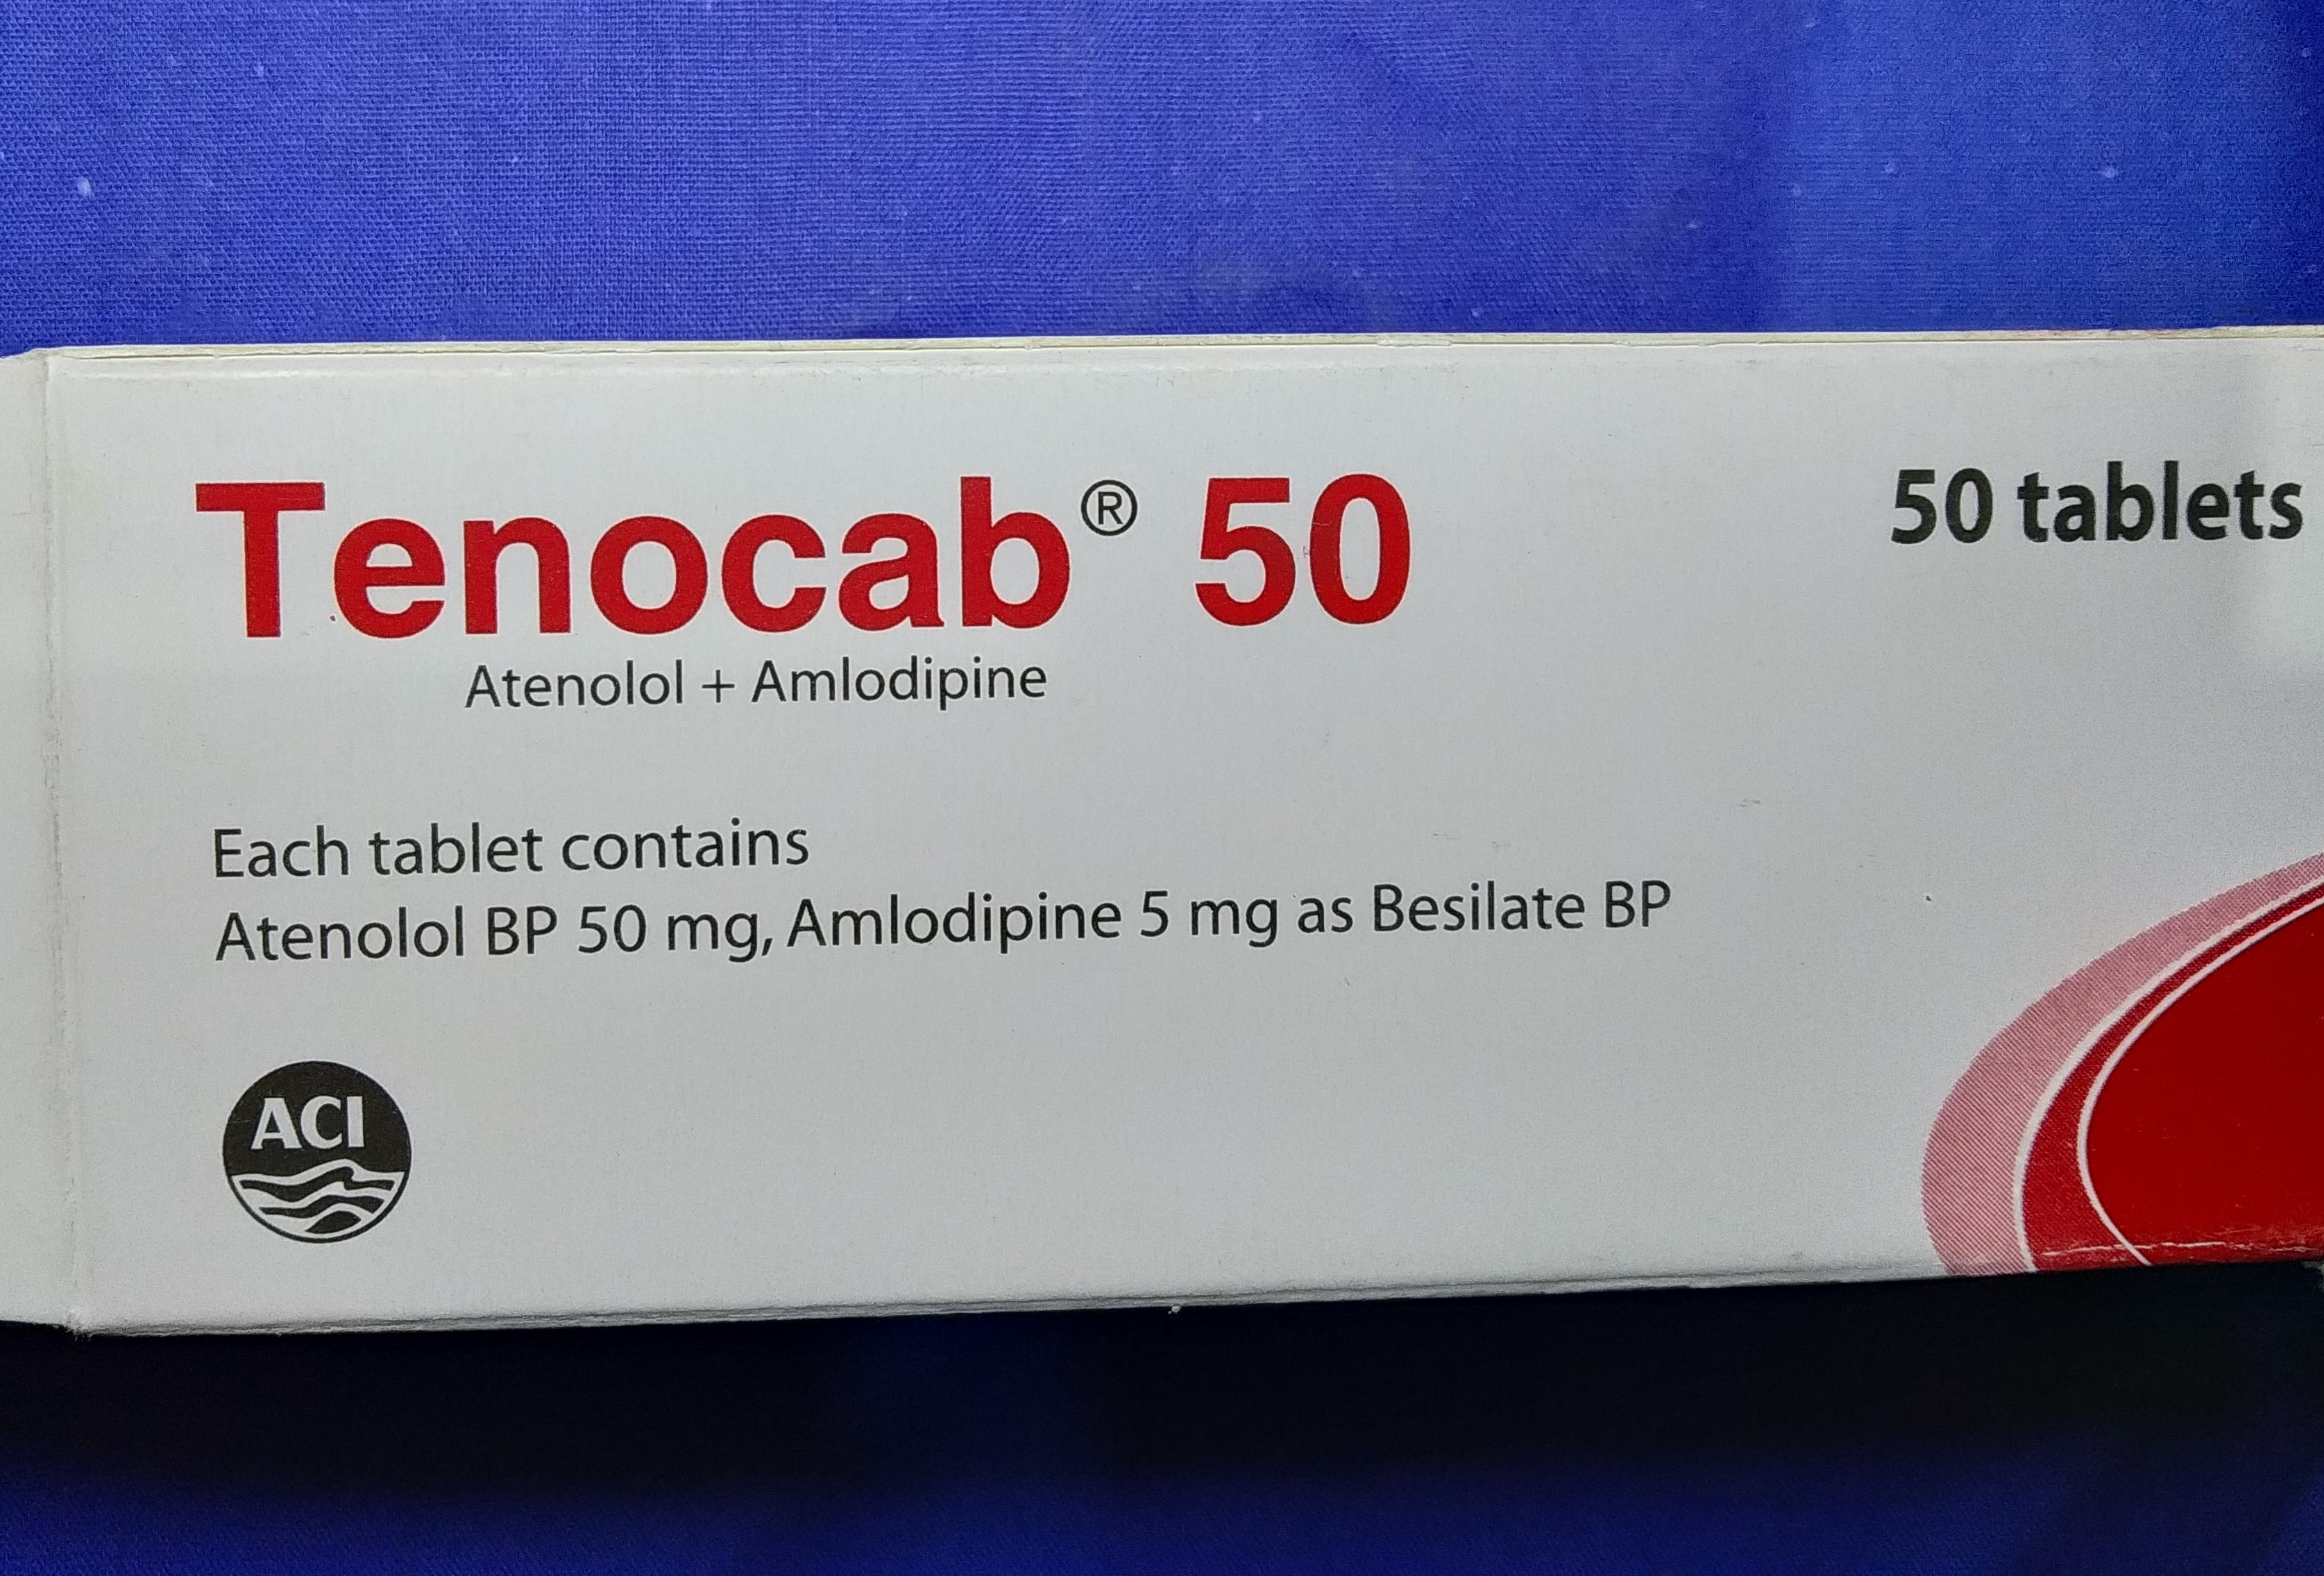 Tenocab® 50
50 tablets
Atenolol + Amlodipine
Each tablet contains
Atenolol BP 50 mg, Amlodipine 5 mg as Besilate BP
ACI